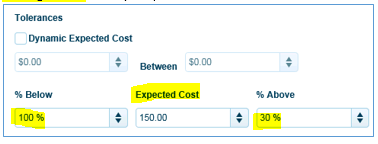 Tolerances
Dynamic Expected Cost
$0.00 Between $0.00
% Below Expected Cost % Above
100 % 150.00 30 %